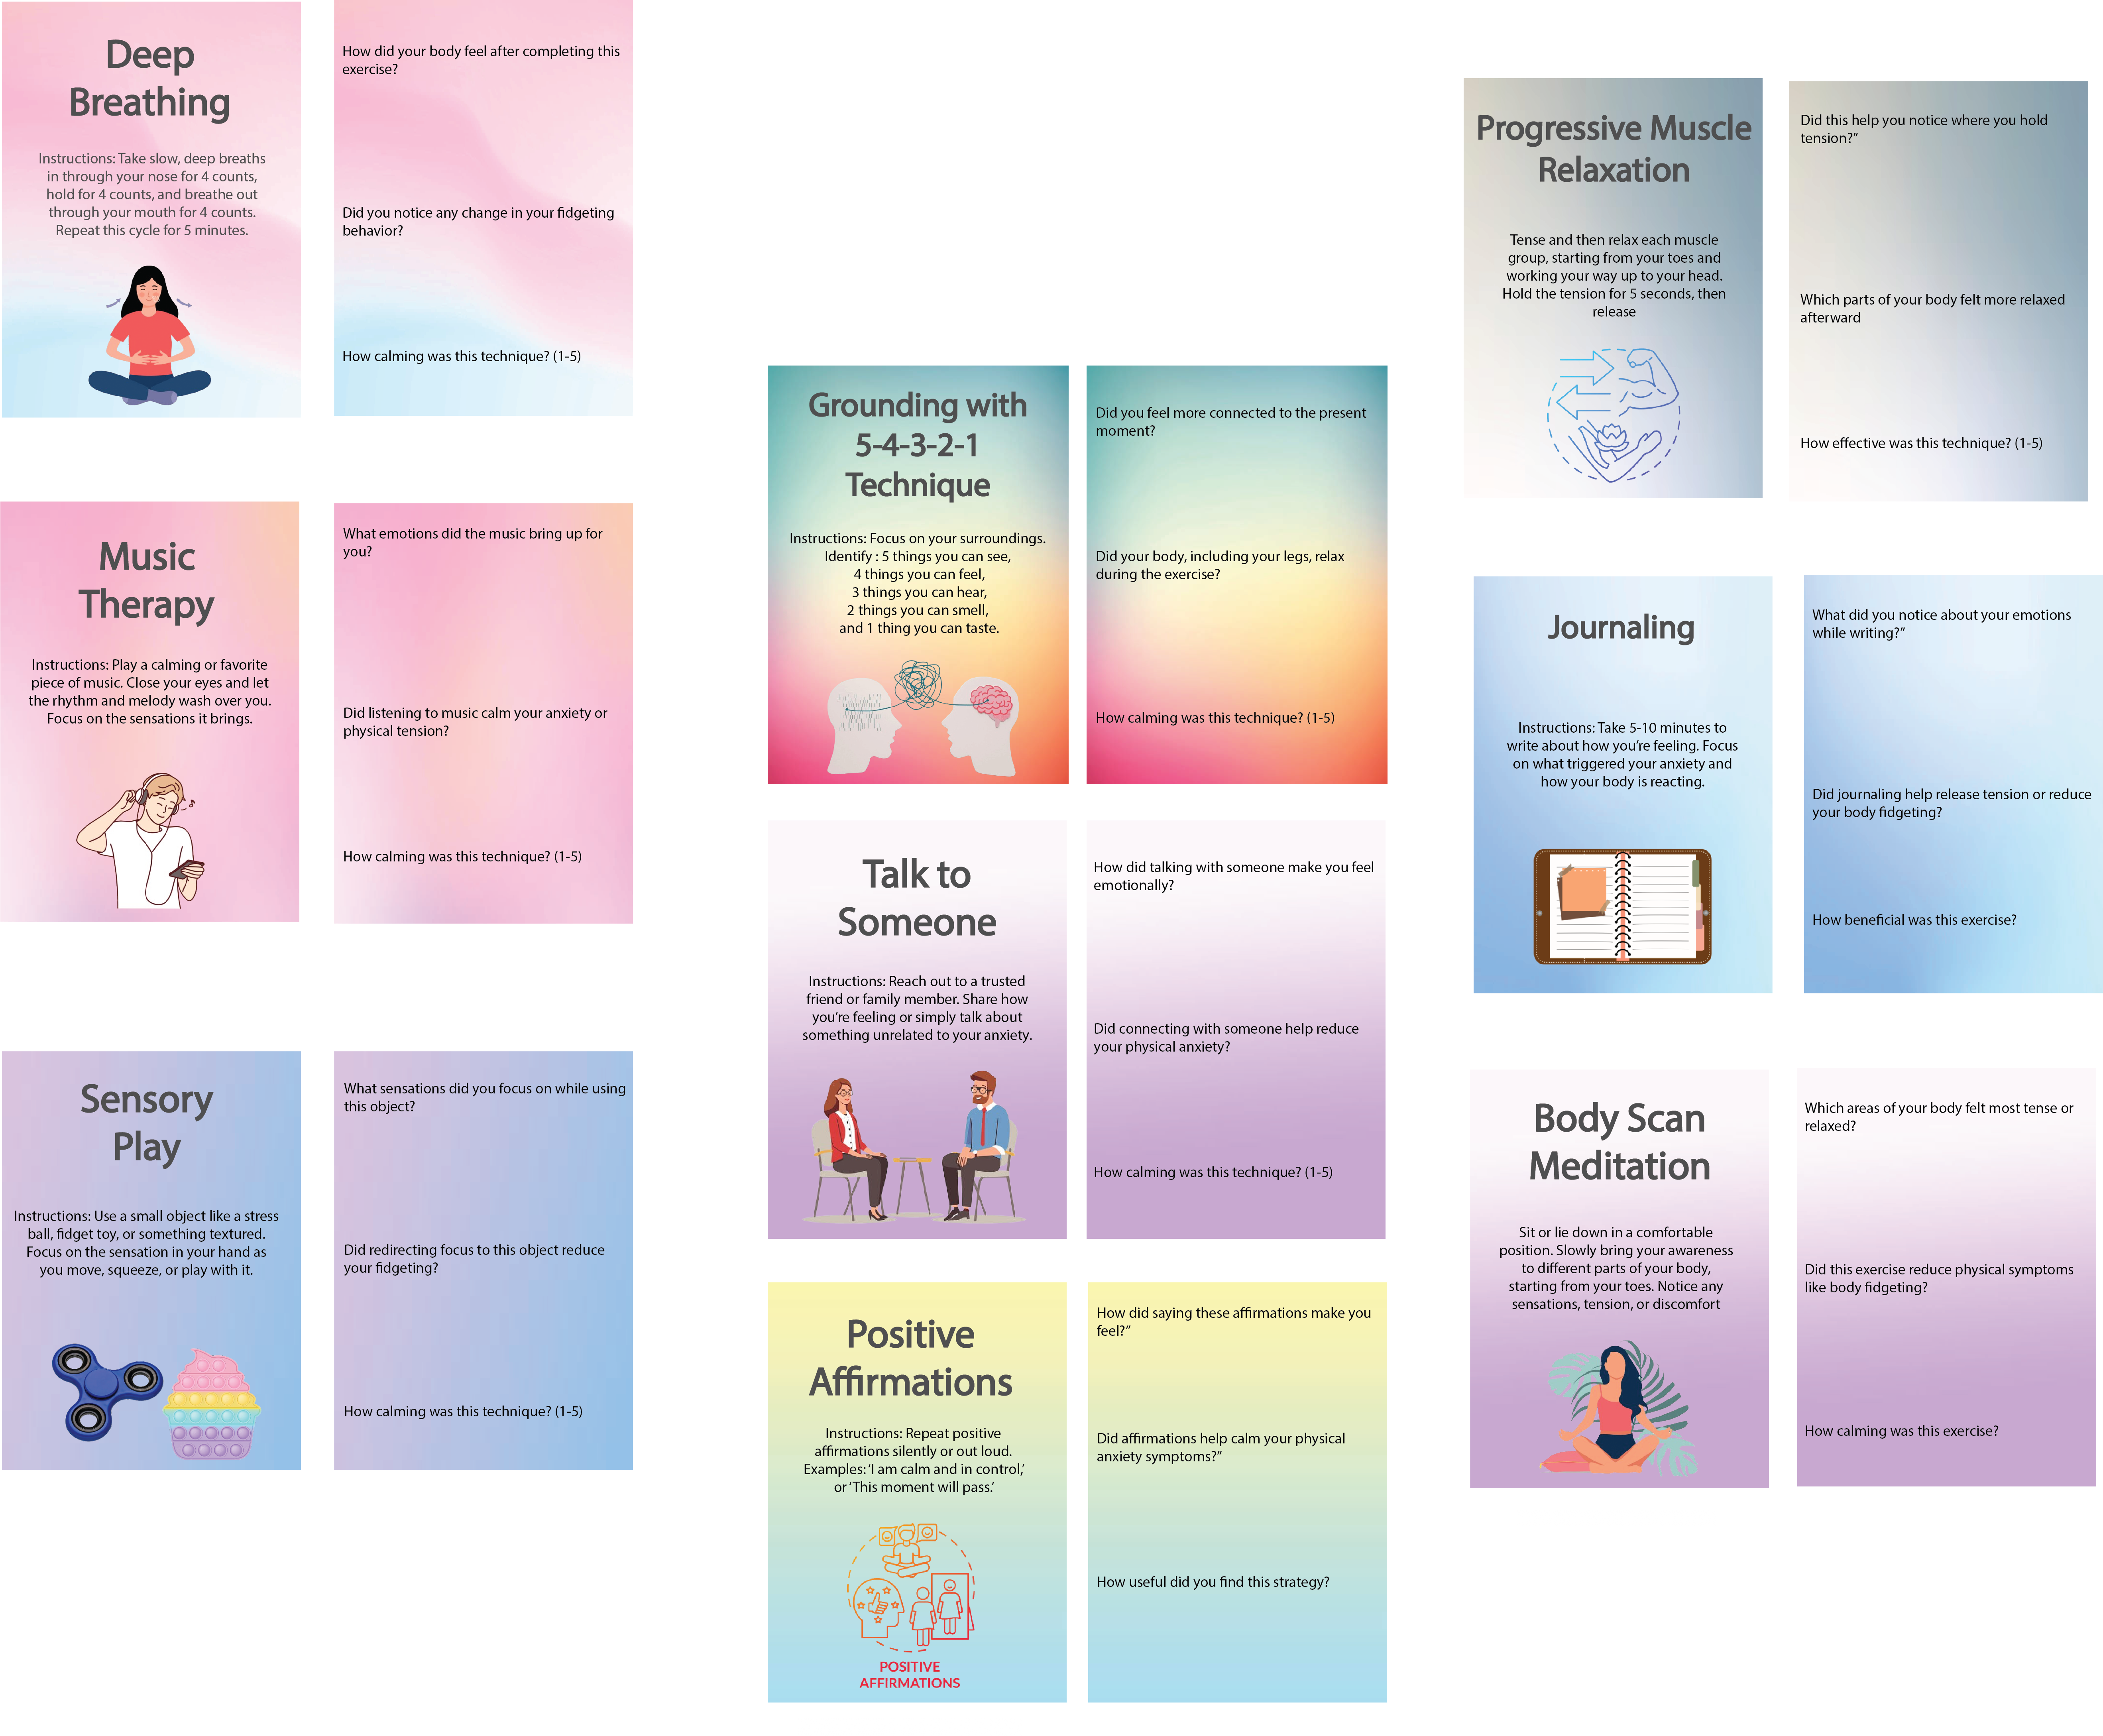 Deep
Breathing
Instructions: Take slow, deep breaths
in through your nose for 4 counts,
hold for 4 counts, and breathe out
through your mouth for 4 counts.
Repeat this cycle for 5 minutes.
How did your body feel after completing this
exercise?
Did you notice any change in your fidgeting
behavior?
How calming was this technique? (1-5)
Music
Therapy
Instructions: Play a calming or favorite
piece of music. Close your eyes and let
the rhythm and melody wash over you.
Focus on the sensations it brings.
What emotions did the music bring up for
you?
Did listening to music calm your anxiety or
physical tension?
How calming was this technique? (1-5)
Sensory
Play
Instructions: Use a small object like a stress
ball, fidget toy, or something textured.
Focus on the sensation in your hand as
you move, squeeze, or play with it.
What sensations did you focus on while using
this object?
Did redirecting focus to this object reduce
your fidgeting?
How calming was this technique? (1-5)
Grounding with
5-4-3-2-1
Technique
Instructions: Focus on your surroundings.
Identify : 5 things you can see,
4 things you can feel,
3 things you can hear,
2 things you can smell,
and 1 thing you can taste.
Did you feel more connected to the present
moment?
Did your body, including your legs, relax
during the exercise?
How calming was this technique? (1-5)
Talk to
Someone
Instructions: Reach out to a trusted
friend or family member. Share how
you’re feeling or simply talk about
something unrelated to your anxiety.
How did talking with someone make you feel
emotionally?
Did connecting with someone help reduce
your physical anxiety?
How calming was this technique? (1-5)
Positive
Affirmations
Instructions: Repeat positive
affirmations silently or out loud.
Examples: ‘I am calm and in control,’
or ‘This moment will pass.’
POSITIVE
AFFIRMATIONS
How did saying these affirmations make you
feel?”
Did affirmations help calm your physical
anxiety symptoms?”
How useful did you find this strategy?
Progressive Muscle
Relaxation
Tense and then relax each muscle
group, starting from your toes and
working your way up to your head.
Hold the tension for 5 seconds, then
release
Did this help you notice where you hold
tension?”
Which parts of your body felt more relaxed
afterward
How effective was this technique? (1-5)
Journaling
Instructions: Take 5-10 minutes to
write about how you’re feeling. Focus
on what triggered your anxiety and
how your body is reacting.
What did you notice about your emotions
while writing?”
Did journaling help release tension or reduce
your body fidgeting?
How beneficial was this exercise?
Body Scan
Meditation
Sit or lie down in a comfortable
position. Slowly bring your awareness
to different parts of your body,
starting from your toes. Notice any
sensations, tension, or discomfort
Which areas of your body felt most tense or
relaxed?
Did this exercise reduce physical symptoms
like body fidgeting?
How calming was this exercise?